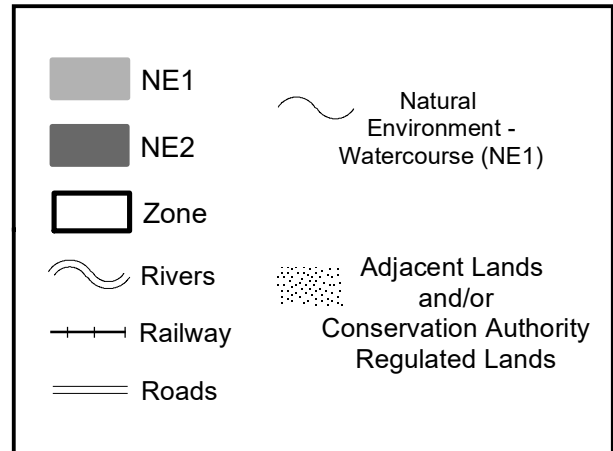 NE1
NE2
Zone
Rivers
Railway
Roads
Natural
Environment -
Watercourse (NE1)
Adjacent Lands
and/or
Conservation Authority
Regulated Lands